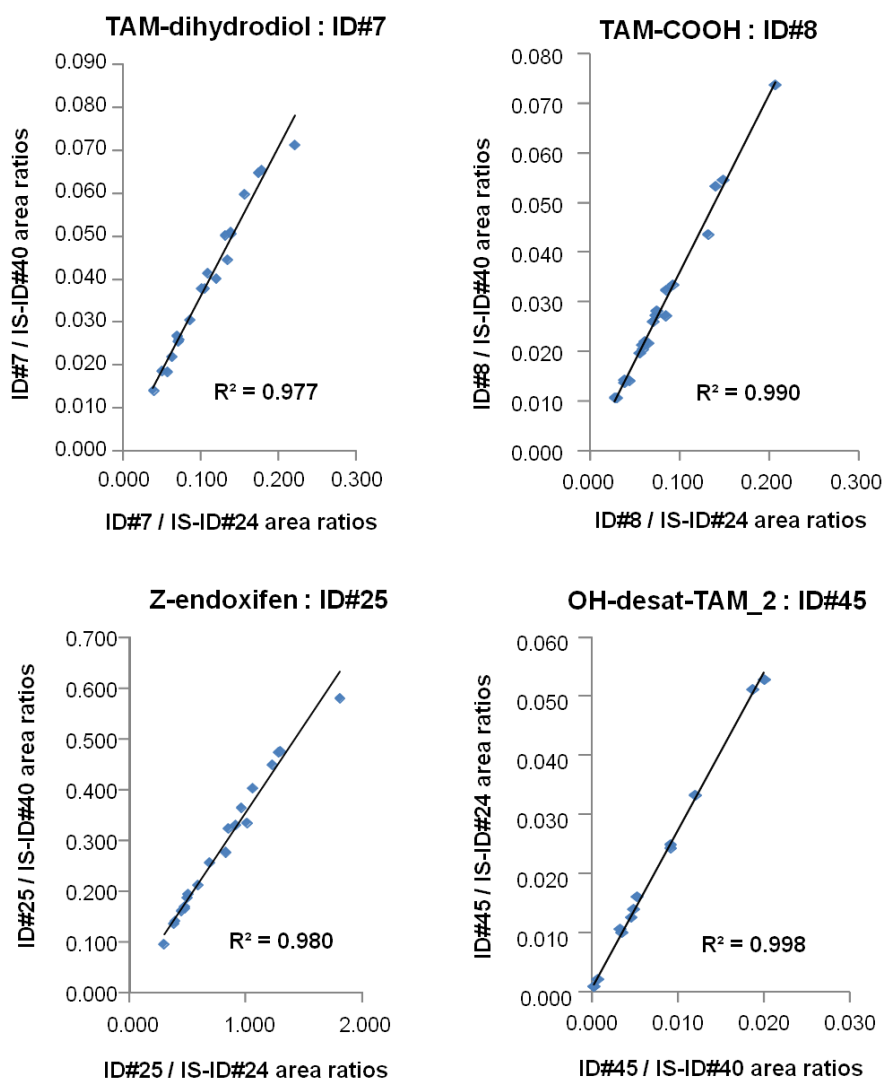 TAM-dihydrodiol : ID#7
0.090
0.080
0.070
0.060
0.050
0.040
0.030
0.020
0.010
0.000
ID#7 / IS-ID#40 area ratios
R² = 0.977
0.000 0.100 0.200 0.300
ID#7 / IS-ID#24 area ratios
TAM-COOH : ID#8
0.080
0.070
0.060
0.050
0.040
0.030
0.020
0.010
0.000
ID#8 / IS-ID#40 area ratios
R² = 0.990
0.000 0.100 0.200 0.300
ID#8 / IS-ID#24 area ratios
Z-endoxifen : ID#25
0.700
0.600
0.500
0.400
0.300
0.200
0.100
0.000
ID#25 / IS-ID#40 area ratios
R² = 0.980
0.000 1.000 2.000
ID#25 / IS-ID#24 area ratios
OH-desat-TAM_2 : ID#45
0.060
0.050
0.040
0.030
0.020
0.010
0.000
ID#45 / IS-ID#24 area ratios
R² = 0.998
0.000 0.010 0.020 0.030
ID#45 / IS-ID#40 area ratios